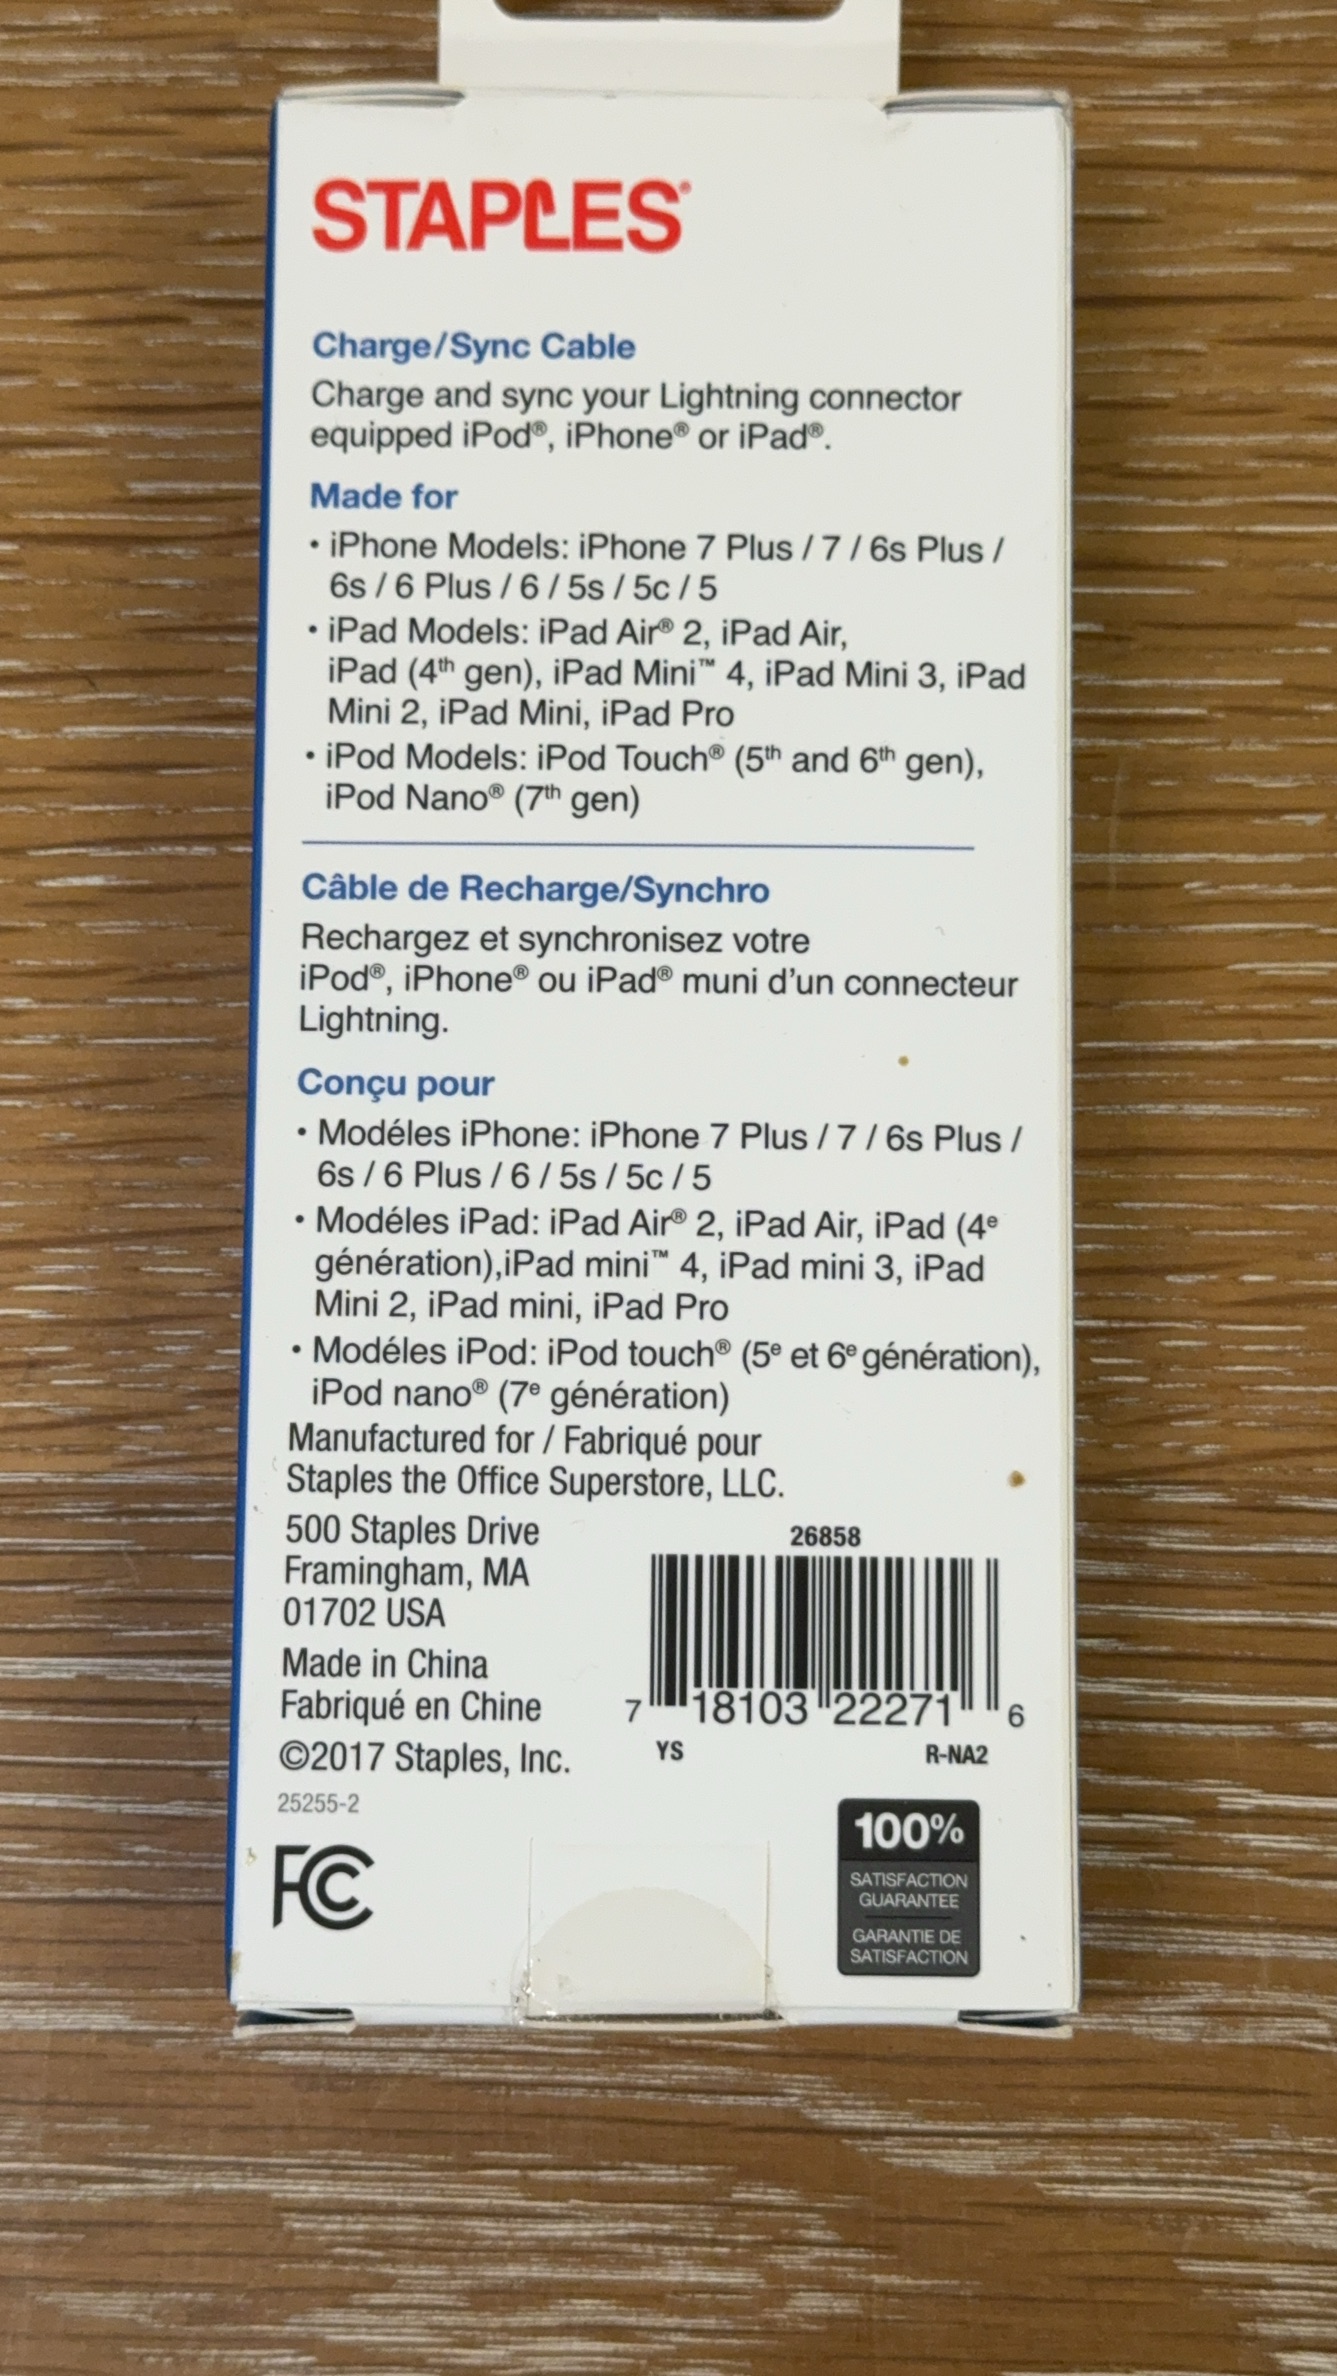 STAPLES®
Charge/Sync Cable
Charge and sync your Lightning connector
equipped iPod®, iPhone® or iPad®.
Made for
• iPhone Models: iPhone 7 Plus / 7 / 6s Plus /
6s / 6 Plus / 6 / 5s / 5c / 5
• iPad Models: iPad Air® 2, iPad Air,
iPad (4th gen), iPad Mini™ 4, iPad Mini 3, iPad
Mini 2, iPad Mini, iPad Pro
• iPod Models: iPod Touch® (5th and 6th gen),
iPod Nano® (7th gen)
Câble de Recharge/Synchro
Rechargez et synchronisez votre
iPod®, iPhone® ou iPad® muni d'un connecteur
Lightning.
Conçu pour
• Modéles iPhone: iPhone 7 Plus / 7 / 6s Plus /
6s / 6 Plus / 6 / 5s / 5c / 5
• Modéles iPad: iPad Air® 2, iPad Air, iPad (4e
génération),iPad mini™ 4, iPad mini 3, iPad
Mini 2, iPad mini, iPad Pro
• Modéles iPod: iPod touch® (5e et 6e génération),
iPod nano® (7e génération)
Manufactured for / Fabriqué pour
Staples the Office Superstore, LLC.
500 Staples Drive
Framingham, MA
01702 USA
Made in China
Fabriqué en Chine
©2017 Staples, Inc.
25255-2
FC
26858
7 18103 22271 6
YS R-NA2
100%
SATISFACTION
GUARANTEE
GARANTIE DE
SATISFACTION